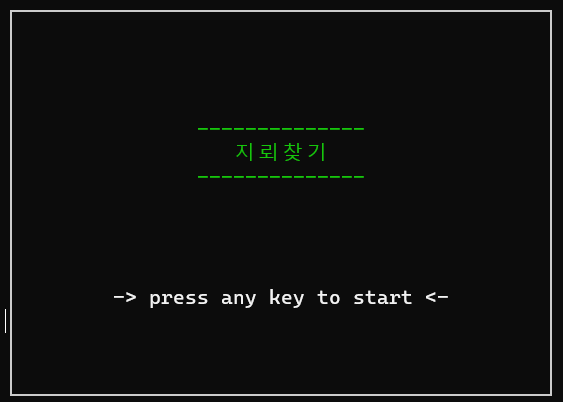 --------------
지뢰찾기
--------------
-> press any key to start <-